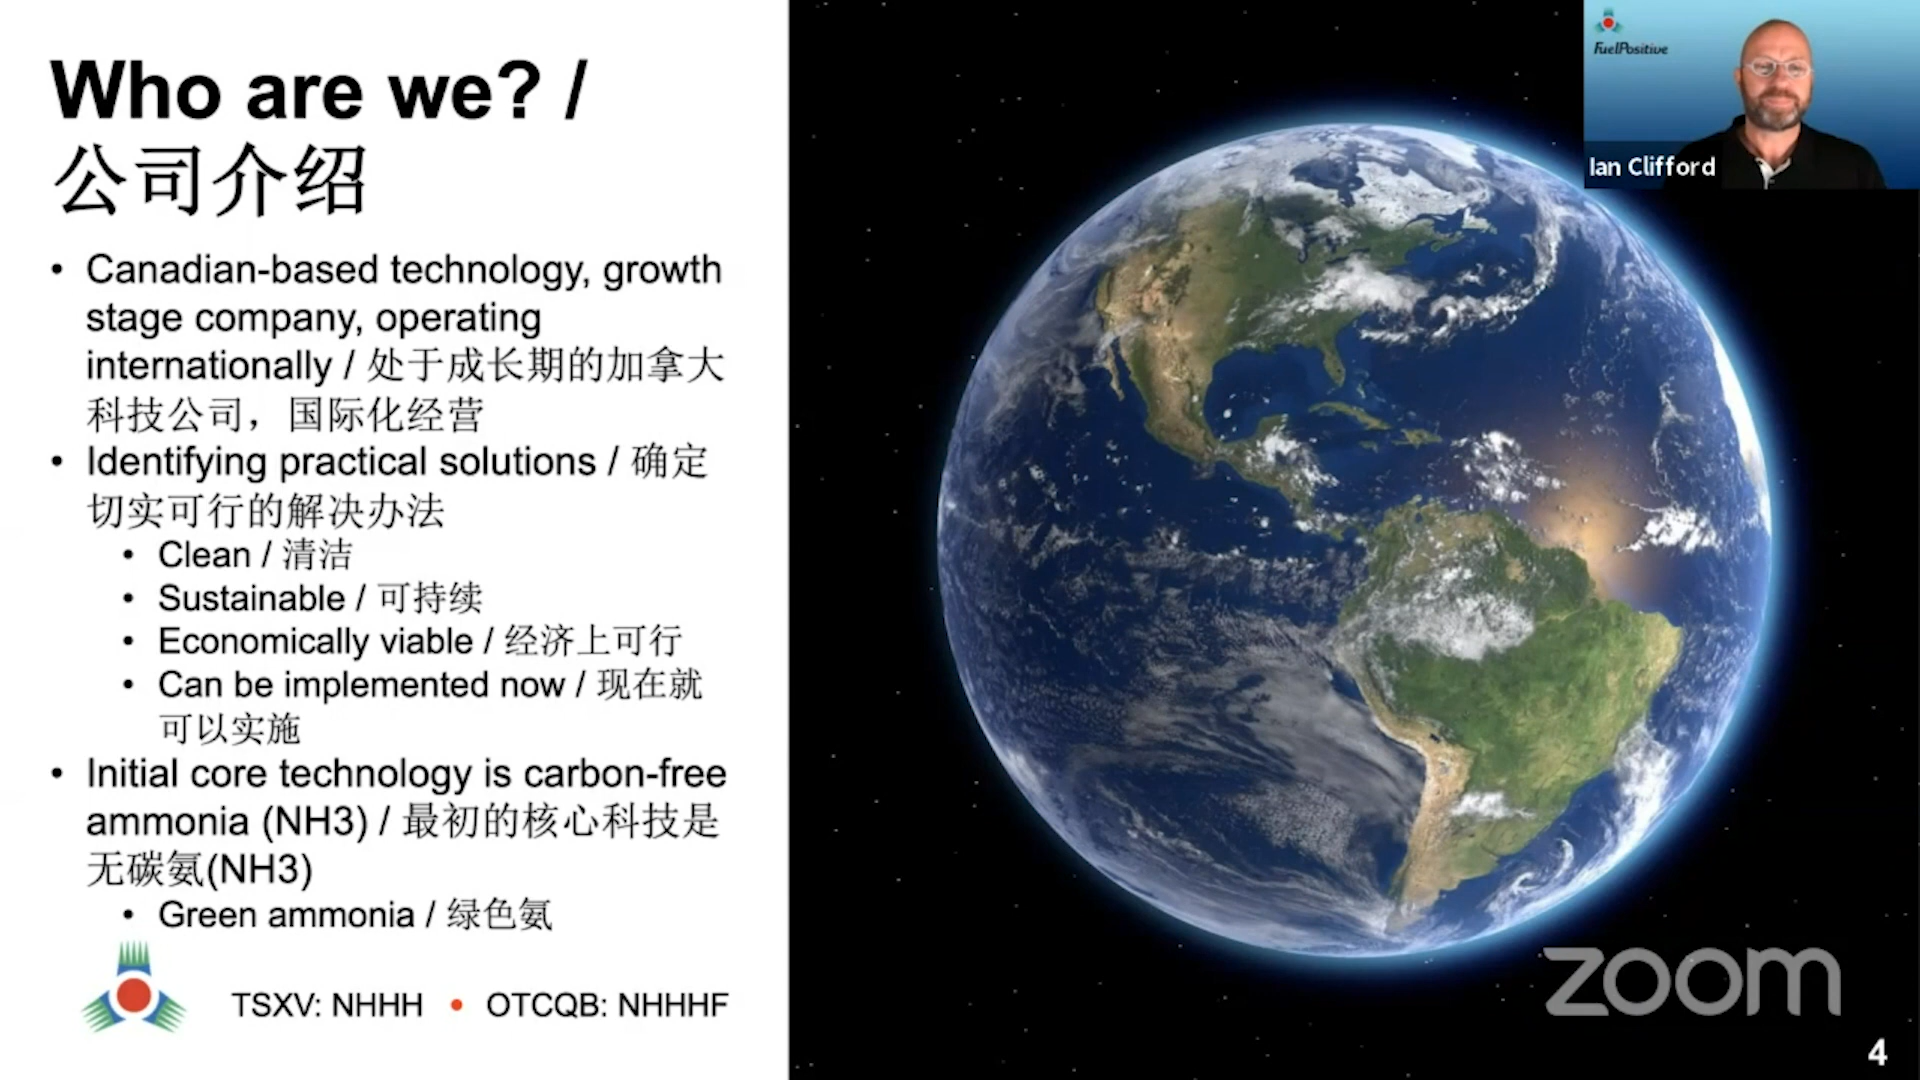 Who are we? /
公司介绍
• Canadian-based technology, growth
stage company, operating
internationally / 处于成长期的加拿大
科技公司，国际化经营
• Identifying practical solutions / 确定
切实可行的解决办法
• Clean / 清洁
• Sustainable / 可持续
• Economically viable / 经济上可行
• Can be implemented now / 现在就
可以实施
• Initial core technology is carbon-free
ammonia (NH3) / 最初的核心科技是
无碳氨(NH3)
• Green ammonia / 绿色氨
TSXV: NHHH • OTCQB: NHHHF
FuelPositive
Ian Clifford
zoom
4